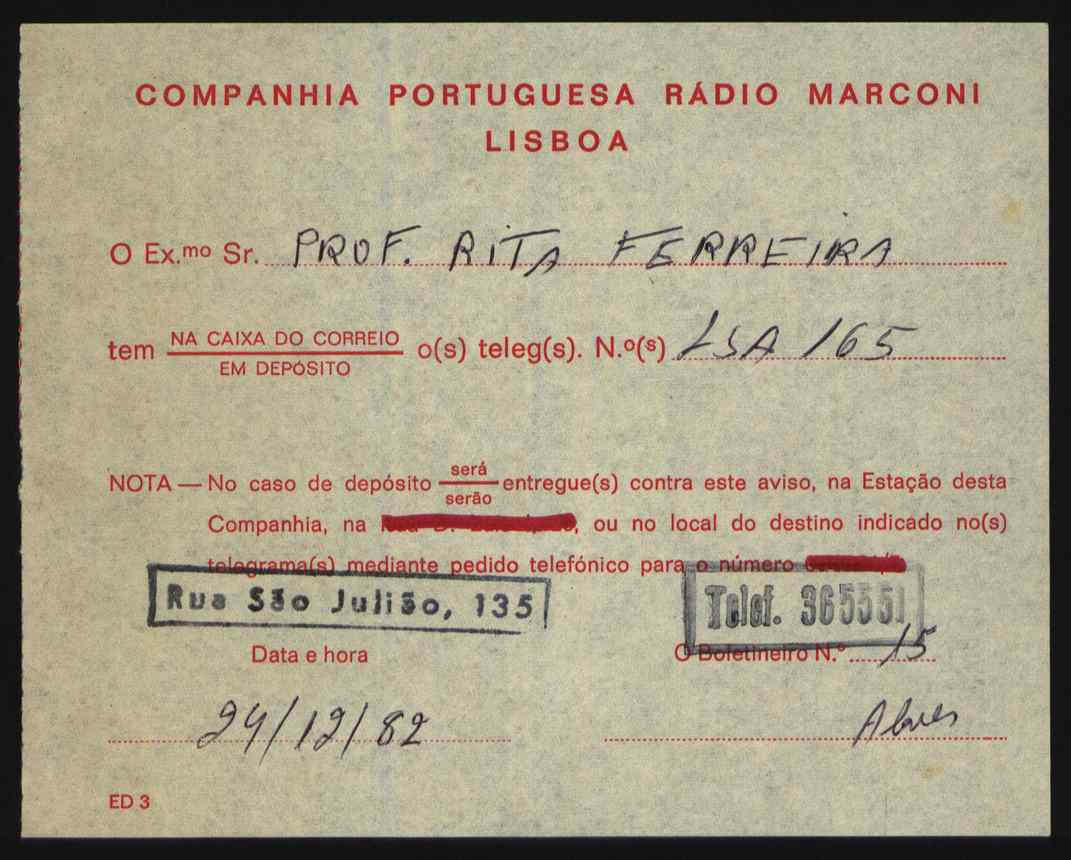 COMPANHIA PORTUGUESA RÁDIO MARCONI
LISBOA
O Ex.mo Sr. PROF. RITA FERREIRA
tem NA CAIXA DO CORREIO o(s) teleg(s). N.º(s) LSA 165
EM DEPÓSITO
NOTA — No caso de depósito será entregue(s) contra este aviso, na Estação desta
serão
Companhia, na ou no local do destino indicado no(s)
telegrama(s) mediante pedido telefónico para o número
Rua São Julião, 135
Telef. 365551
Data e hora
O Boletineiro N.º 15
24/12/82
Alves
ED 3